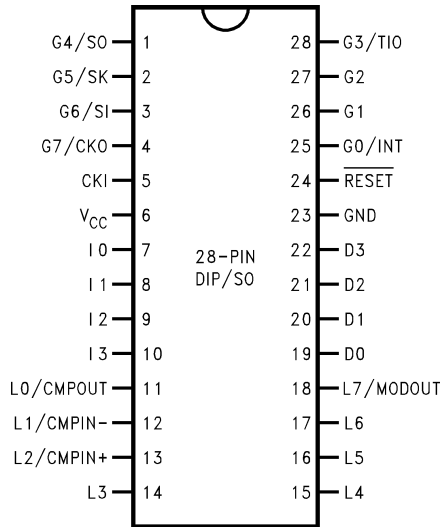 G4/SO 1 28 G3/TIO
G5/SK 2 27 G2
G6/SI 3 26 G1
G7/CKO 4 25 G0/INT
CKI 5 24 RESET
VCC 6 23 GND
I0 7 22 D3
28-PIN
DIP/SO
I1 8 21 D2
I2 9 20 D1
I3 10 19 D0
L0/CMPOUT 11 18 L7/MODOUT
L1/CMPIN- 12 17 L6
L2/CMPIN+ 13 16 L5
L3 14 15 L4